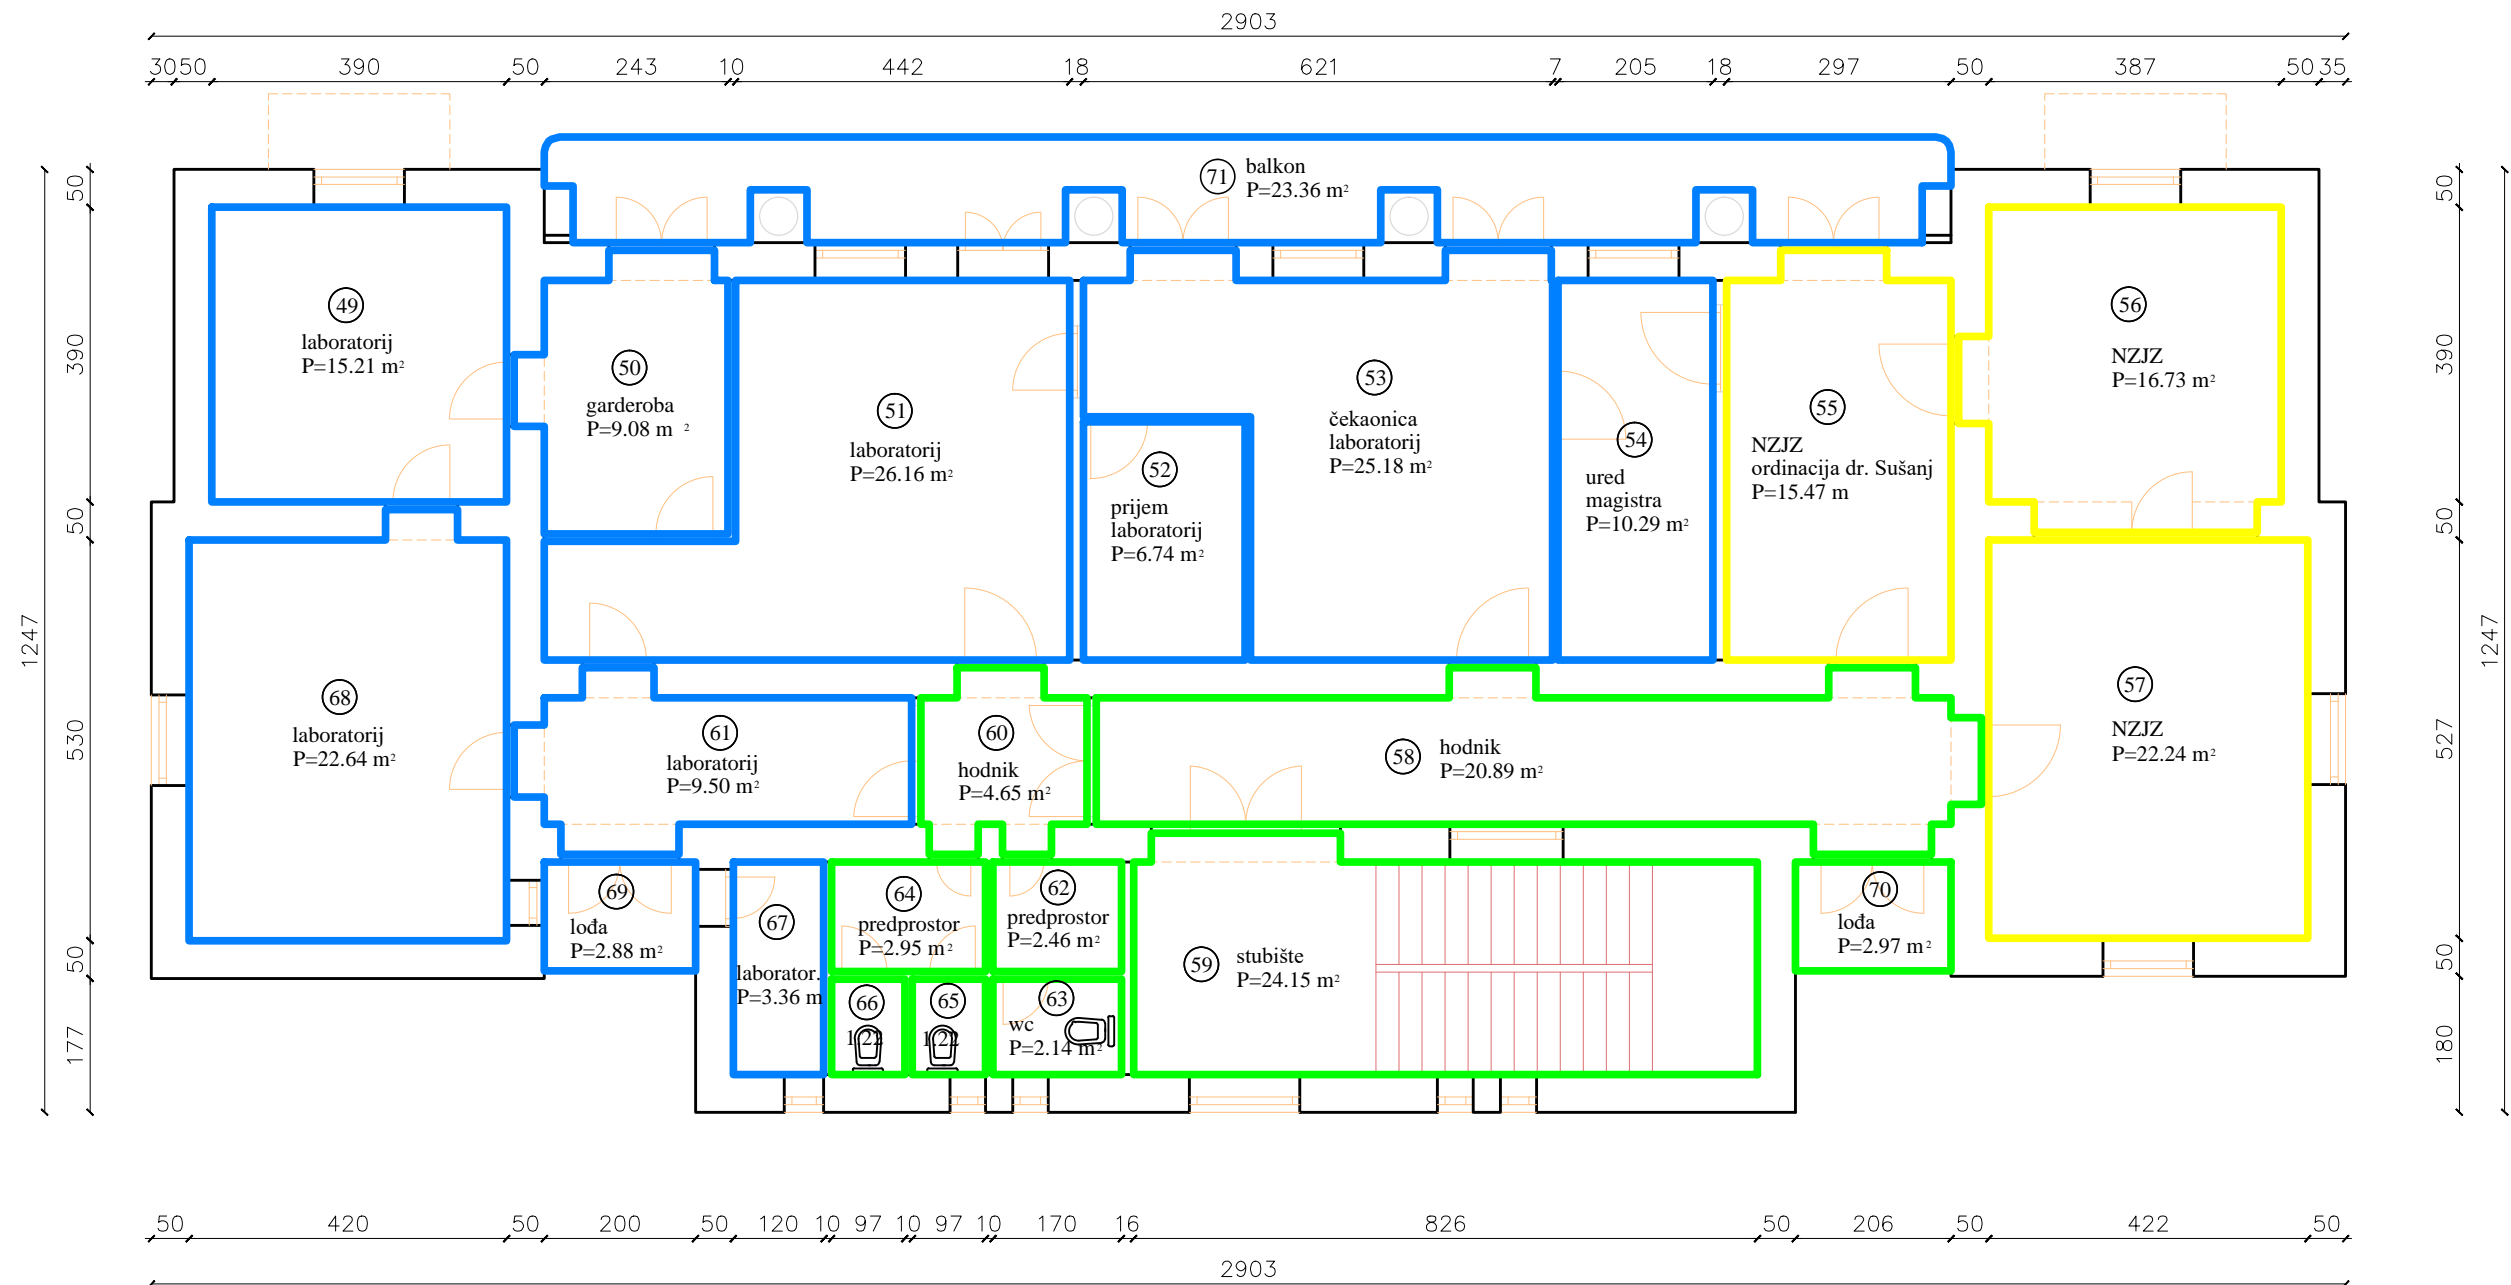 2903
30 50 390 50 243 10 442 18 621 7 205 18 297 50 387 50 35
71 balkon
P=23.36 m²
50 390 50 530 50 177
1247
50 390 50 527 50 180
1247
49
laboratorij
P=15.21 m²
50
garderoba
P=9.08 m ²
51
laboratorij
P=26.16 m²
52
prijem
laboratorij
P=6.74 m²
53
čekaonica
laboratorij
P=25.18 m²
54
ured
magistra
P=10.29 m²
55
NZJZ
ordinacija dr. Sušanj
P=15.47 m
56
NZJZ
P=16.73 m²
57
NZJZ
P=22.24 m²
68
laboratorij
P=22.64 m²
61
laboratorij
P=9.50 m²
60
hodnik
P=4.65 m²
58 hodnik
P=20.89 m²
69
lođa
P=2.88 m²
67
laborator.
P=3.36 m
64
predprostor
P=2.95 m²
62
predprostor
P=2.46 m²
66
1.22
65
1.22
63
wc
P=2.14 m²
59 stubište
P=24.15 m²
70
lođa
P=2.97 m²
50 420 50 200 50 120 10 97 10 97 10 170 16 826 50 206 50 422 50
2903